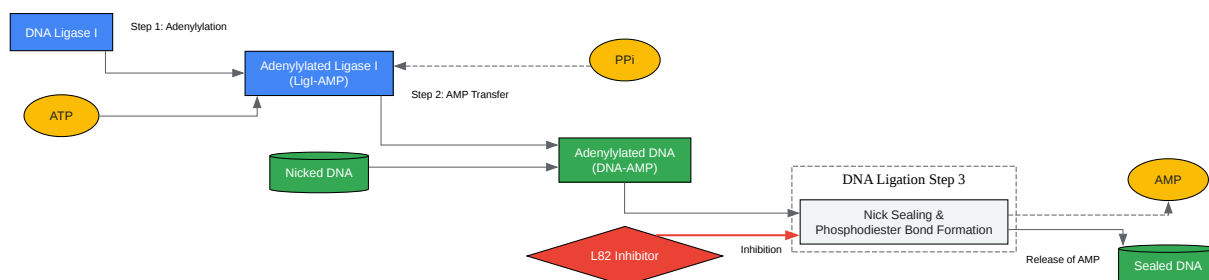 DNA Ligase I
Step 1: Adenylylation
Adenylylated Ligase I
(LigI-AMP)
PPi
ATP
Step 2: AMP Transfer
Nicked DNA
Adenylylated DNA
(DNA-AMP)
DNA Ligation Step 3
AMP
Nick Sealing &
Phosphodiester Bond Formation
L82 Inhibitor
Inhibition
Release of AMP
Sealed DNA